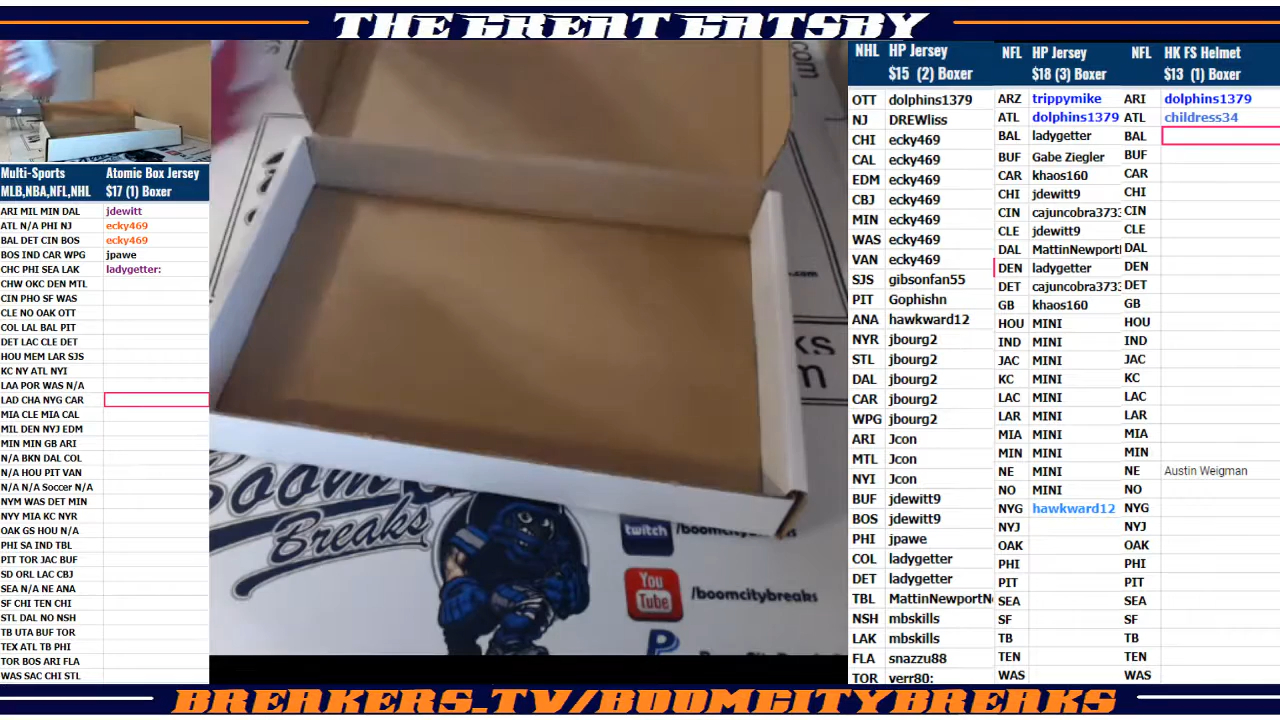 THE GREAT GATSBY
Multi-Sports Atomic Box Jersey
MLB,NBA,NFL,NHL $17 (1) Boxer
ARI MIL MIN DAL jdewitt
ATL N/A PHI NJ ecky469
BAL DET CIN BOS ecky469
BOS IND CAR WPG jpawe
CHC PHI SEA LAK ladygetter:
CHW OKC DEN MTL
CIN PHO SF WAS
CLE NO OAK OTT
COL LAL BAL PIT
DET LAC CLE DET
HOU MEM LAR SJS
KC NY ATL NYI
LAA POR WAS N/A
LAD CHA NYG CAR
MIA CLE MIA CAL
MIL DEN NYJ EDM
MIN MIN GB ARI
N/A BKN DAL COL
N/A HOU PIT VAN
N/A N/A Soccer N/A
NYM WAS DET MIN
NYY MIA KC NYR
OAK GS HOU N/A
PHI SA IND TBL
PIT TOR JAC BUF
SD ORL LAC CBJ
SEA N/A NE ANA
SF CHI TEN CHI
STL DAL NO NSH
TB UTA BUF TOR
TEX ATL TB PHI
TOR BOS ARI FLA
WAS SAC CHI STL
Boom City
Breaks
twitch /boomcitybreaks
You Tube /boomcitybreaks
NHL HP Jersey
$15 (2) Boxer
OTT dolphins1379
NJ DREWliss
CHI ecky469
CAL ecky469
EDM ecky469
CBJ ecky469
MIN ecky469
WAS ecky469
VAN ecky469
SJS gibsonfan55
PIT Gophishn
ANA hawkward12
NYR jbourg2
STL jbourg2
DAL jbourg2
CAR jbourg2
WPG jbourg2
ARI Jcon
MTL Jcon
NYI Jcon
BUF jdewitt9
BOS jdewitt9
PHI jpawe
COL ladygetter
DET ladygetter
TBL MattinNewportN
NSH mbskills
LAK mbskills
FLA snazzu88
TOR verr80:
NFL HP Jersey
$18 (3) Boxer
ARZ trippymike
ATL dolphins1379
BAL ladygetter
BUF Gabe Ziegler
CAR khaos160
CHI jdewitt9
CIN cajuncobra373
CLE jdewitt9
DAL MattinNewport
DEN ladygetter
DET cajuncobra373
GB khaos160
HOU MINI
IND MINI
JAC MINI
KC MINI
LAC MINI
LAR MINI
MIA MINI
MIN MINI
NE MINI
NO MINI
NYG hawkward12
NYJ
OAK
PHI
PIT
SEA
SF
TB
TEN
WAS
NFL HK FS Helmet
$13 (1) Boxer
ARI dolphins1379
ATL childress34
BAL
BUF
CAR
CHI
CIN
CLE
DAL
DEN
DET
GB
HOU
IND
JAC
KC
LAC
LAR
MIA
MIN
NE Austin Weigman
NO
NYG
NYJ
OAK
PHI
PIT
SEA
SF
TB
TEN
WAS
BREAKERS.TV/BOOMCITYBREAKS